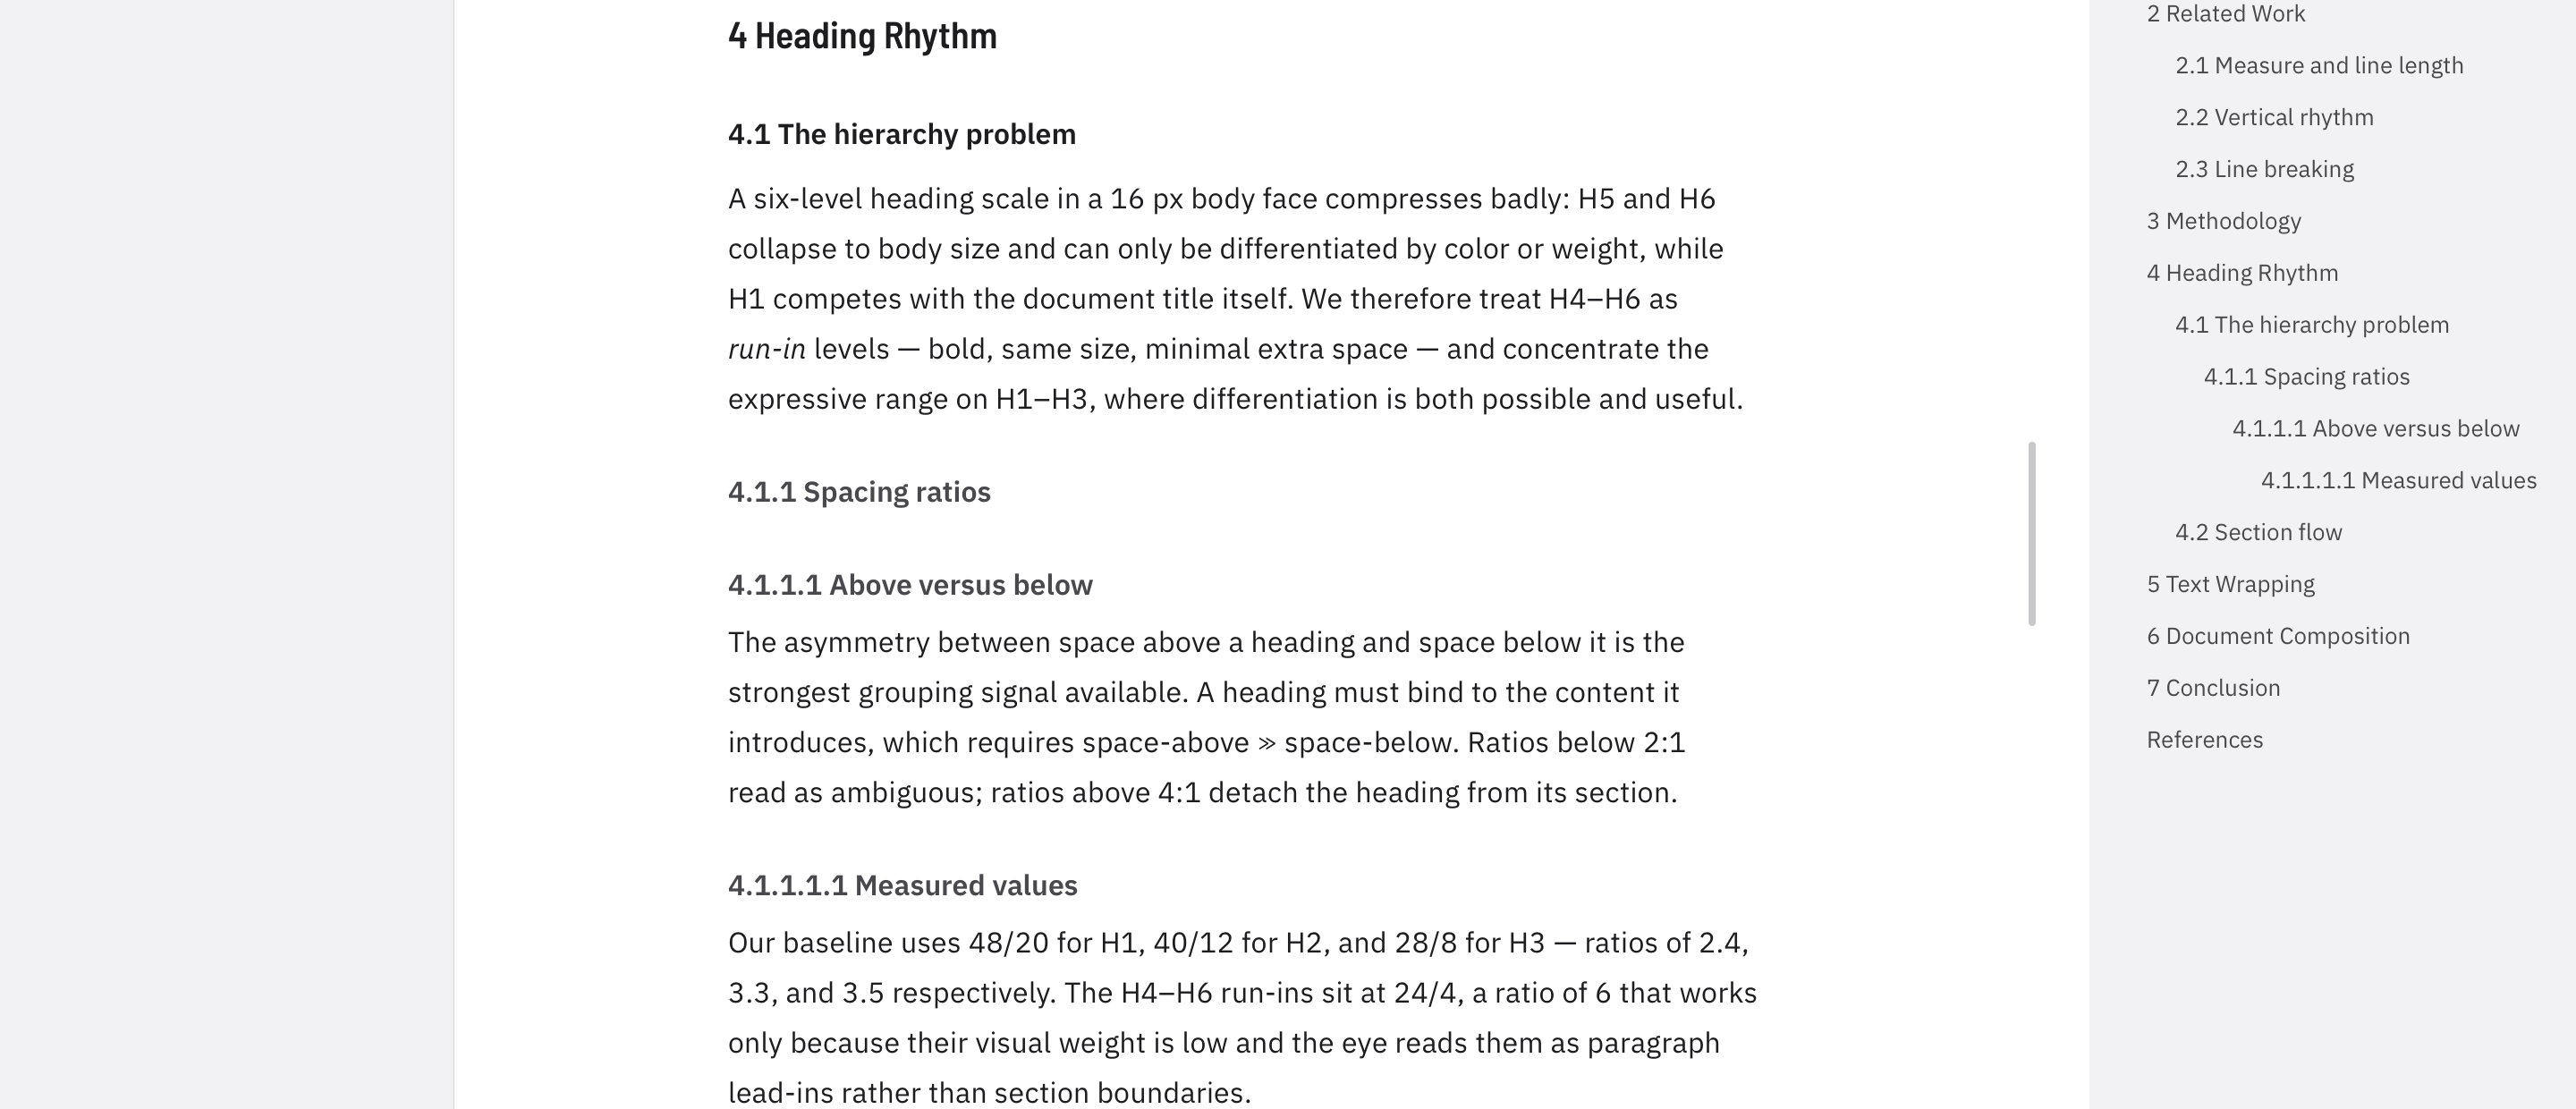 4 Heading Rhythm
4.1 The hierarchy problem
A six-level heading scale in a 16 px body face compresses badly: H5 and H6
collapse to body size and can only be differentiated by color or weight, while
H1 competes with the document title itself. We therefore treat H4–H6 as
run-in levels — bold, same size, minimal extra space — and concentrate the
expressive range on H1–H3, where differentiation is both possible and useful.
4.1.1 Spacing ratios
4.1.1.1 Above versus below
The asymmetry between space above a heading and space below it is the
strongest grouping signal available. A heading must bind to the content it
introduces, which requires space-above ≫ space-below. Ratios below 2:1
read as ambiguous; ratios above 4:1 detach the heading from its section.
4.1.1.1.1 Measured values
Our baseline uses 48/20 for H1, 40/12 for H2, and 28/8 for H3 — ratios of 2.4,
3.3, and 3.5 respectively. The H4–H6 run-ins sit at 24/4, a ratio of 6 that works
only because their visual weight is low and the eye reads them as paragraph
lead-ins rather than section boundaries.
2 Related Work
2.1 Measure and line length
2.2 Vertical rhythm
2.3 Line breaking
3 Methodology
4 Heading Rhythm
4.1 The hierarchy problem
4.1.1 Spacing ratios
4.1.1.1 Above versus below
4.1.1.1.1 Measured values
4.2 Section flow
5 Text Wrapping
6 Document Composition
7 Conclusion
References